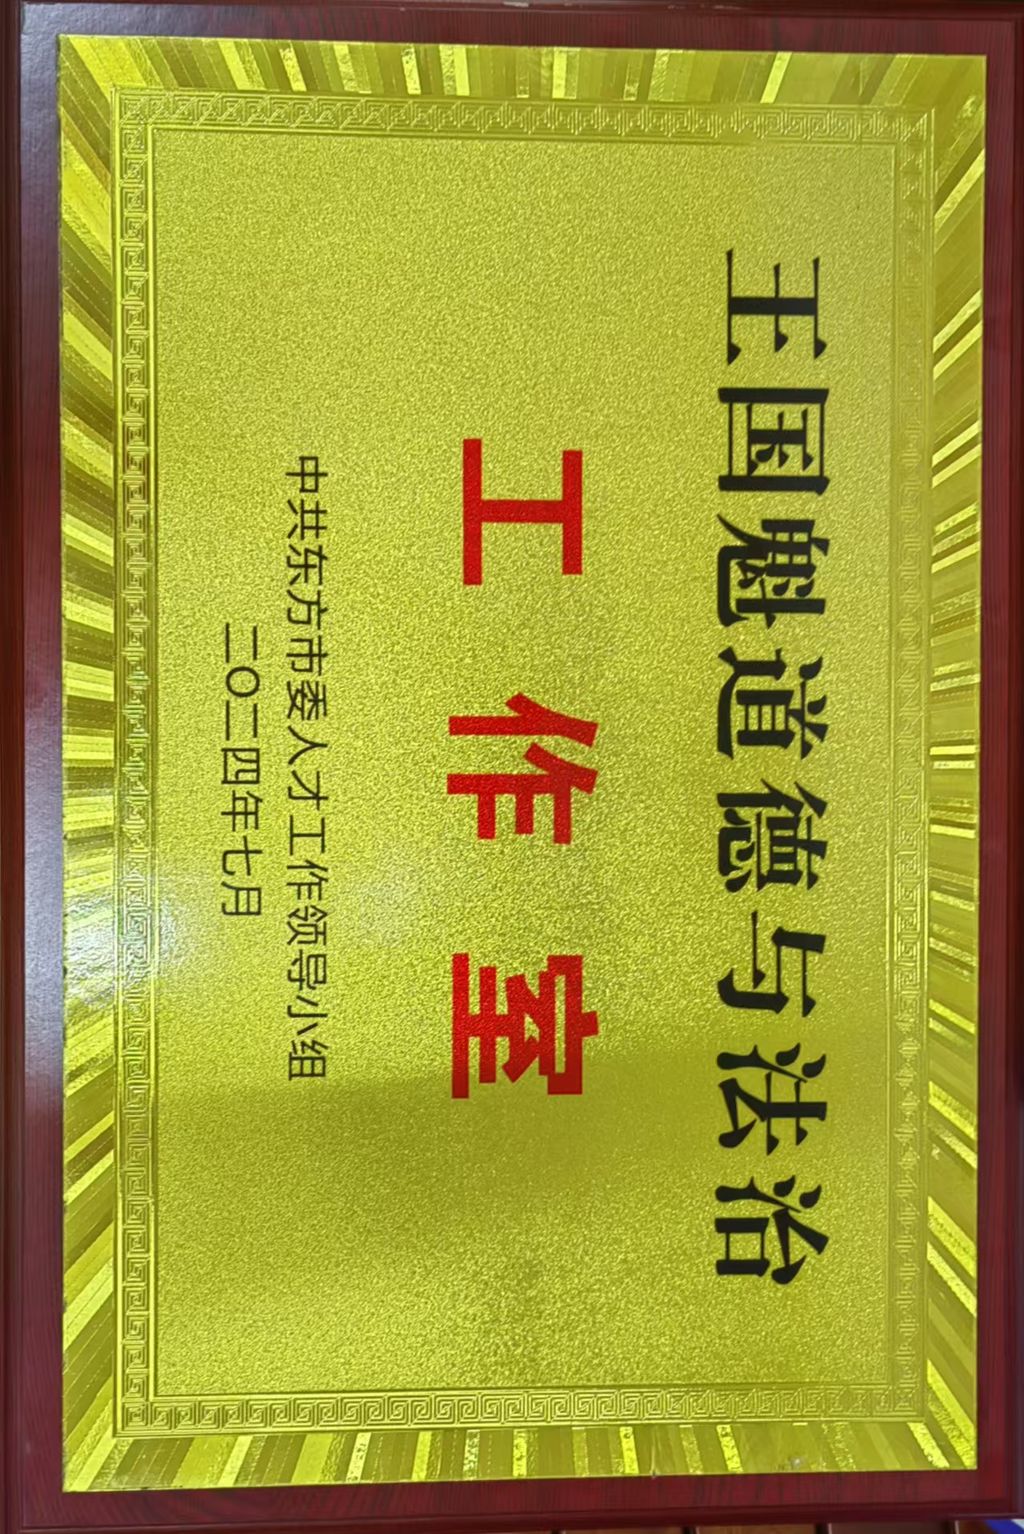 王国魁道德与法治
工作室
中共东方市委人才工作领导小组
二〇二四年七月